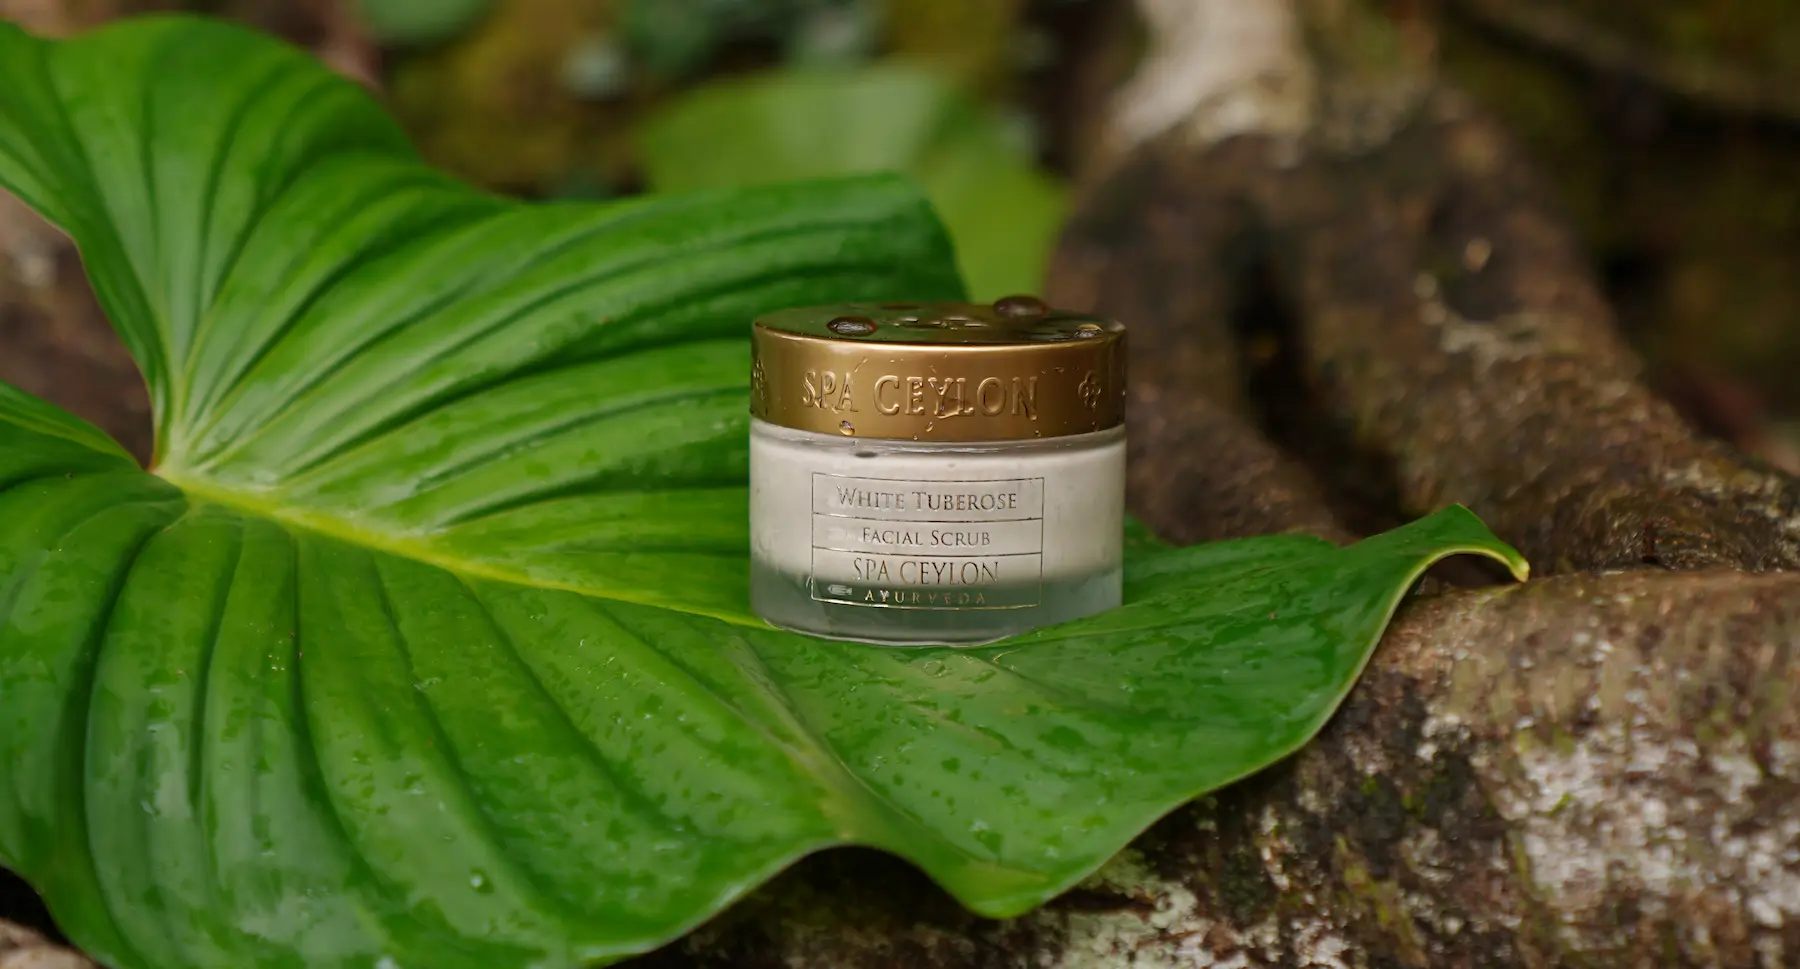 SPA CEYLON
WHITE TUBEROSE
FACIAL SCRUB
SPA CEYLON
AYURVEDA